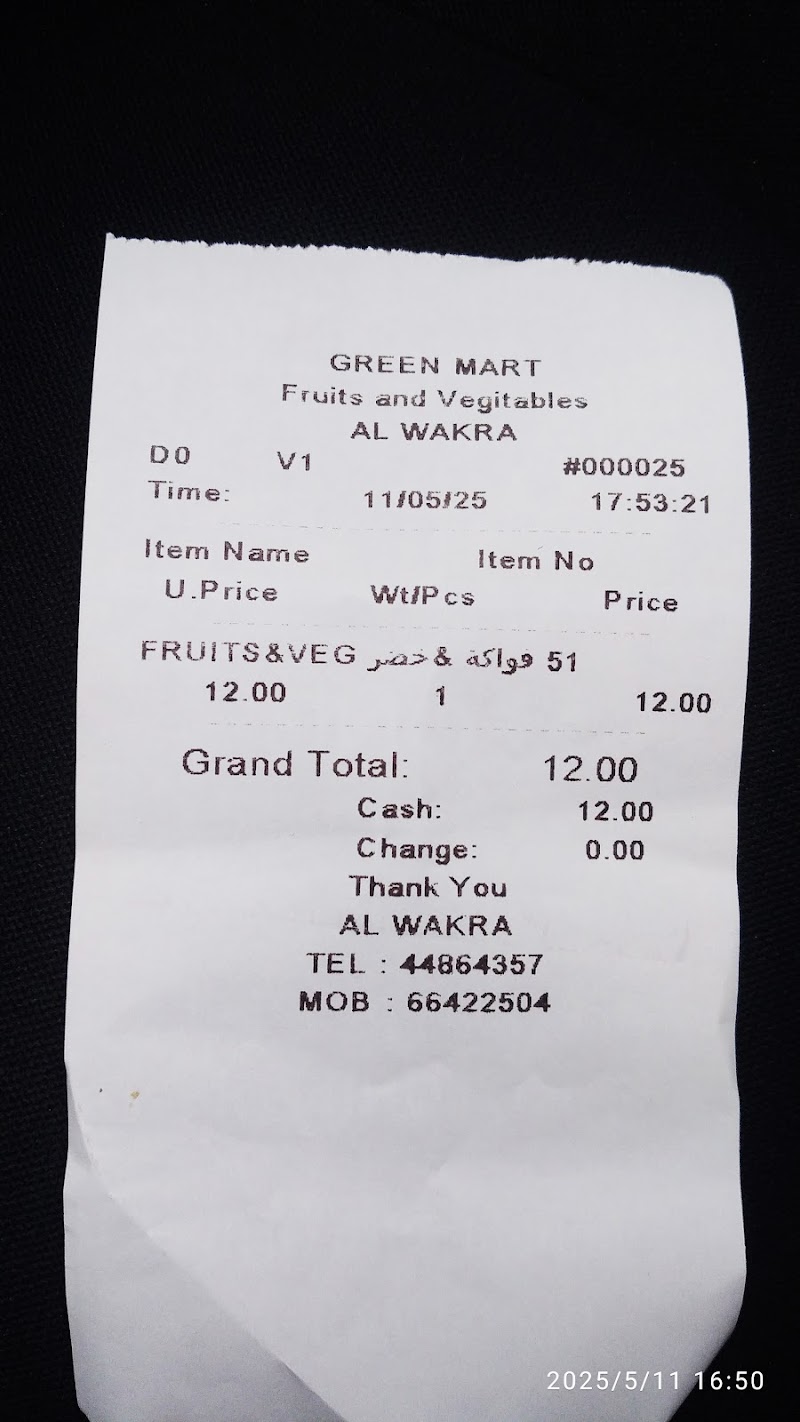 GREEN MART
Fruits and Vegitables
AL WAKRA
D0 V1 #000025
Time: 11/05/25 17:53:21
Item Name Item No
U.Price Wt/Pcs Price
FRUITS&VEG فواكة & خضر 51
12.00 1 12.00
Grand Total: 12.00
Cash: 12.00
Change: 0.00
Thank You
AL WAKRA
TEL : 44864357
MOB : 66422504
2025/5/11 16:50